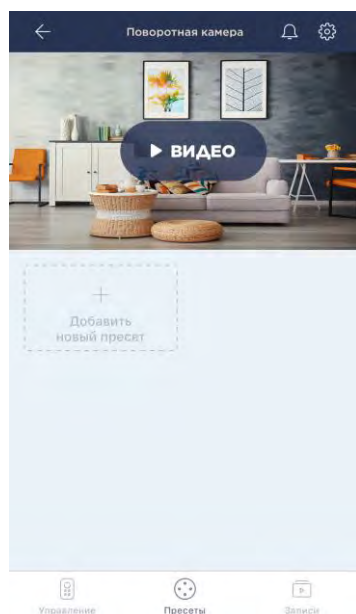 Поворотная камера
ВИДЕО
Добавить
новый пресет
Управление
Пресеты
Записи